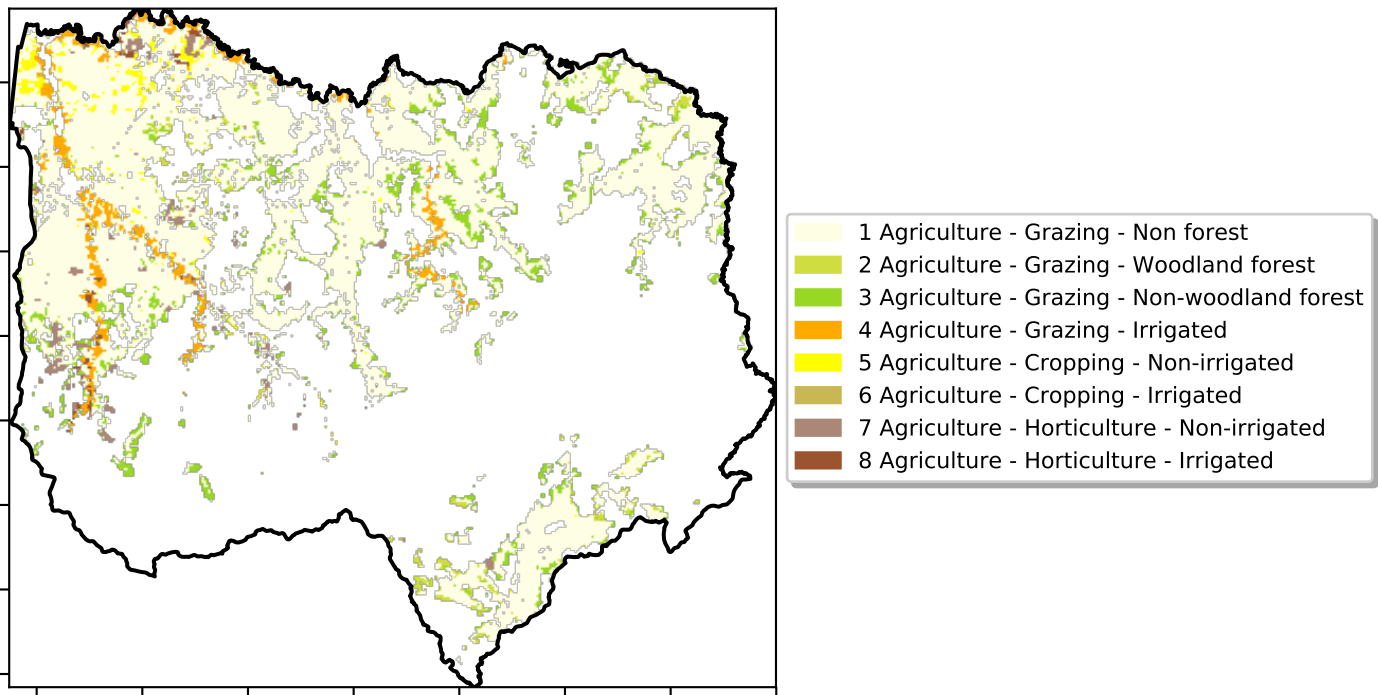 1 Agriculture - Grazing - Non forest
2 Agriculture - Grazing - Woodland forest
3 Agriculture - Grazing - Non-woodland forest
4 Agriculture - Grazing - Irrigated
5 Agriculture - Cropping - Non-irrigated
6 Agriculture - Cropping - Irrigated
7 Agriculture - Horticulture - Non-irrigated
8 Agriculture - Horticulture - Irrigated